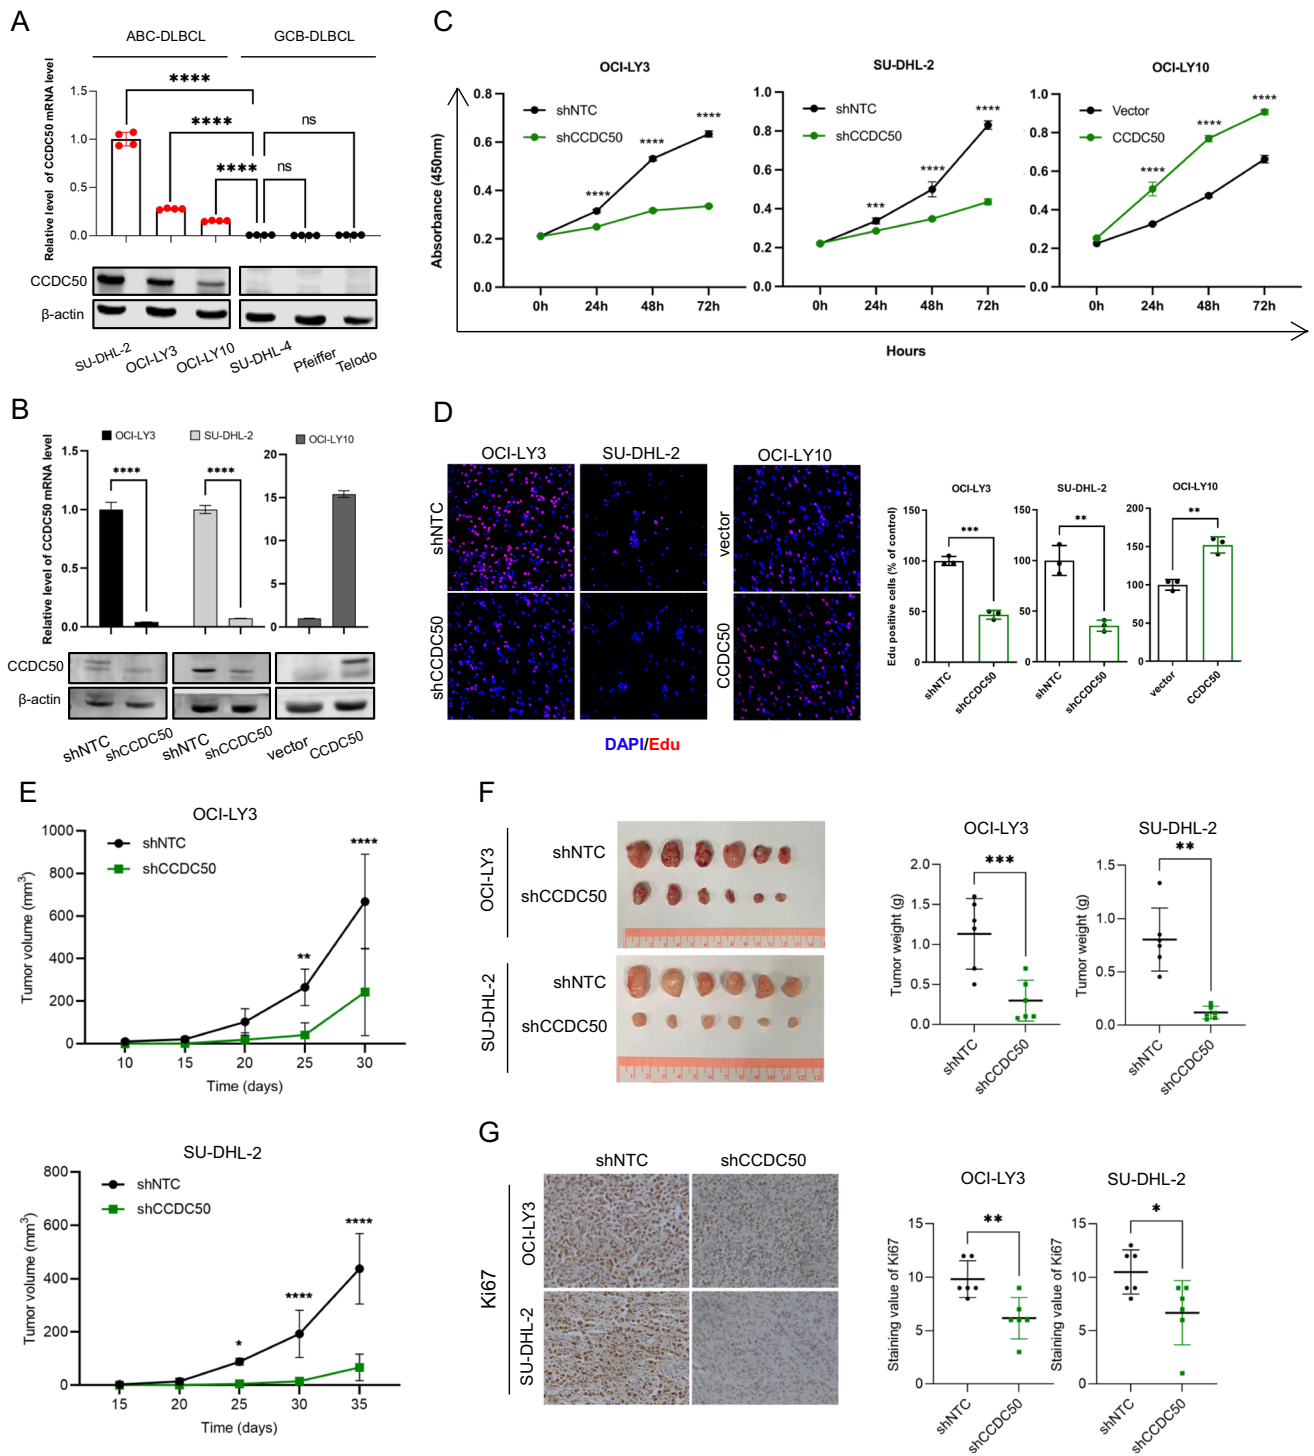 A
ABC-DLBCL
GCB-DLBCL
Relative level of CCDC50 mRNA level
1.5
1.0
0.5
0.0
****
****
****
ns
ns
CCDC50
β-actin
SU-DHL-2
OCI-LY3
OCI-LY10
SU-DHL-4
Pfeiffer
Telodo
B
Relative level of CCDC50 mRNA level
OCI-LY3
SU-DHL-2
OCI-LY10
1.5
1.0
0.5
0.0
****
****
20
15
10
5
0
CCDC50
β-actin
shNTC
shCCDC50
shNTC
shCCDC50
vector
CCDC50
C
Absorbance (450nm)
OCI-LY3
shNTC
shCCDC50
0.8
0.6
0.4
0.2
0.0
****
****
****
0h
24h
48h
72h
SU-DHL-2
shNTC
shCCDC50
1.0
0.8
0.6
0.4
0.2
0.0
***
****
****
0h
24h
48h
72h
OCI-LY10
Vector
CCDC50
1.0
0.8
0.6
0.4
0.2
0.0
****
****
****
0h
24h
48h
72h
Hours
D
OCI-LY3
SU-DHL-2
OCI-LY10
shNTC
shCCDC50
vector
CCDC50
DAPI/Edu
Edu positive cells (% of control)
OCI-LY3
150
100
50
0
***
shNTC
shCCDC50
SU-DHL-2
150
100
50
0
**
shNTC
shCCDC50
OCI-LY10
200
150
100
50
0
**
vector
CCDC50
E
OCI-LY3
Tumor volume (mm³)
1000
800
600
400
200
0
shNTC
shCCDC50
**
****
10
15
20
25
30
Time (days)
SU-DHL-2
Tumor volume (mm³)
800
600
400
200
0
shNTC
shCCDC50
*
****
****
15
20
25
30
35
Time (days)
F
OCI-LY3
shNTC
shCCDC50
SU-DHL-2
shNTC
shCCDC50
OCI-LY3
Tumor weight (g)
2.0
1.5
1.0
0.5
0.0
***
shNTC
shCCDC50
SU-DHL-2
Tumor weight (g)
1.5
1.0
0.5
0.0
**
shNTC
shCCDC50
G
shNTC
shCCDC50
Ki67
OCI-LY3
SU-DHL-2
OCI-LY3
Staining value of Ki67
15
10
5
0
**
shNTC
shCCDC50
SU-DHL-2
Staining value of Ki67
15
10
5
0
*
shNTC
shCCDC50